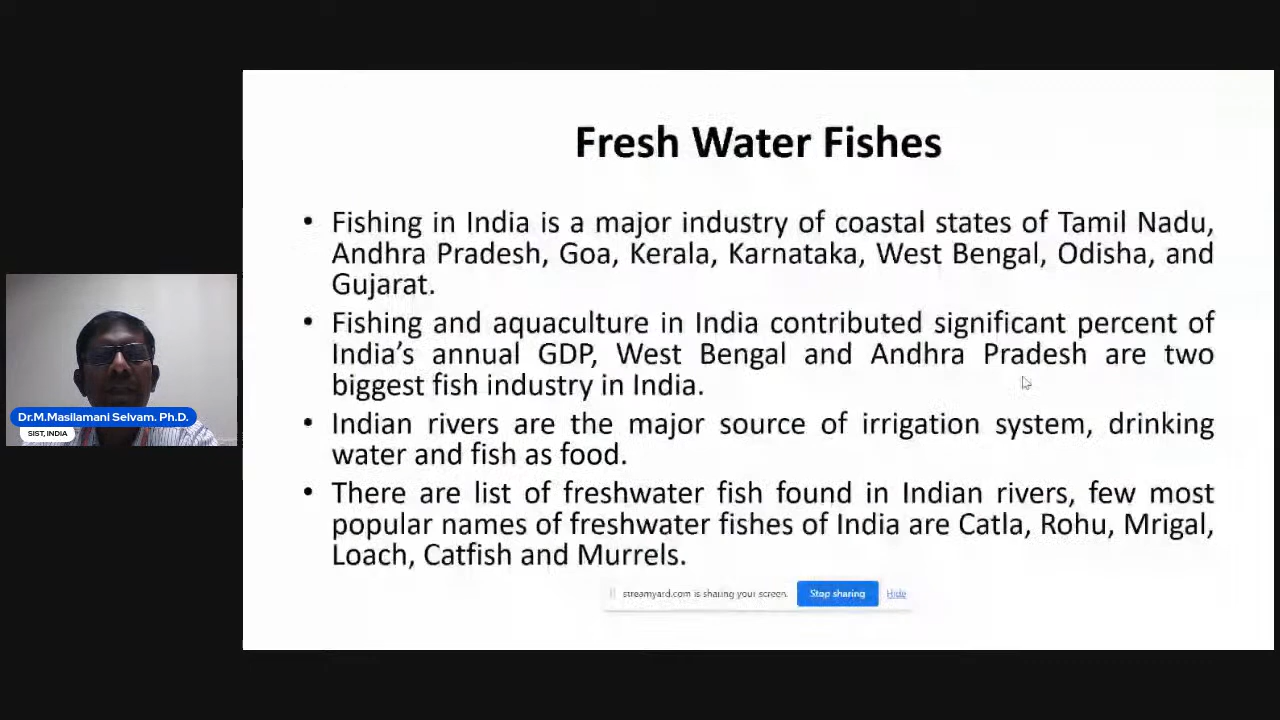 Fresh Water Fishes
• Fishing in India is a major industry of coastal states of Tamil Nadu,
Andhra Pradesh, Goa, Kerala, Karnataka, West Bengal, Odisha, and
Gujarat.
• Fishing and aquaculture in India contributed significant percent of
India’s annual GDP, West Bengal and Andhra Pradesh are two
biggest fish industry in India.
• Indian rivers are the major source of irrigation system, drinking
water and fish as food.
• There are list of freshwater fish found in Indian rivers, few most
popular names of freshwater fishes of India are Catla, Rohu, Mrigal,
Loach, Catfish and Murrels.
streamyard.com is sharing your screen. Stop sharing Hide
Dr.M.Masilamani Selvam. Ph.D.
SIST, INDIA